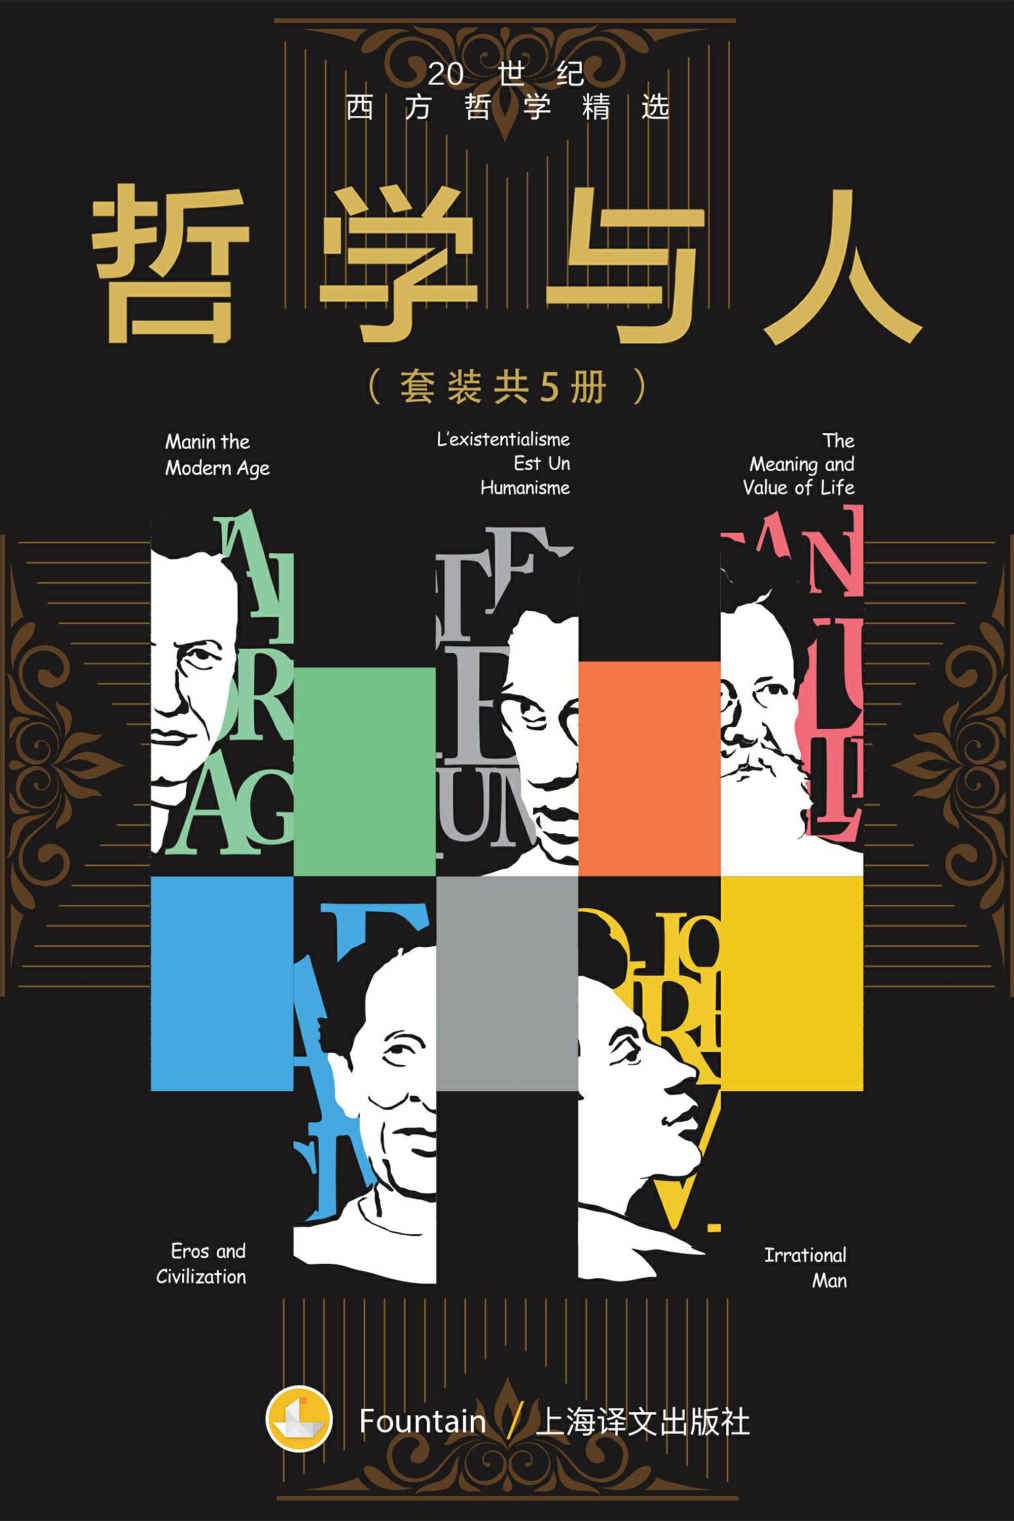 20 世 纪
西 方 哲 学 精 选
哲学与人
（套装共5册）
Manin the
Modern Age
L'existentialisme
Est Un
Humanisme
The
Meaning and
Value of Life
Eros and
Civilization
Irrational
Man
Fountain / 上海译文出版社